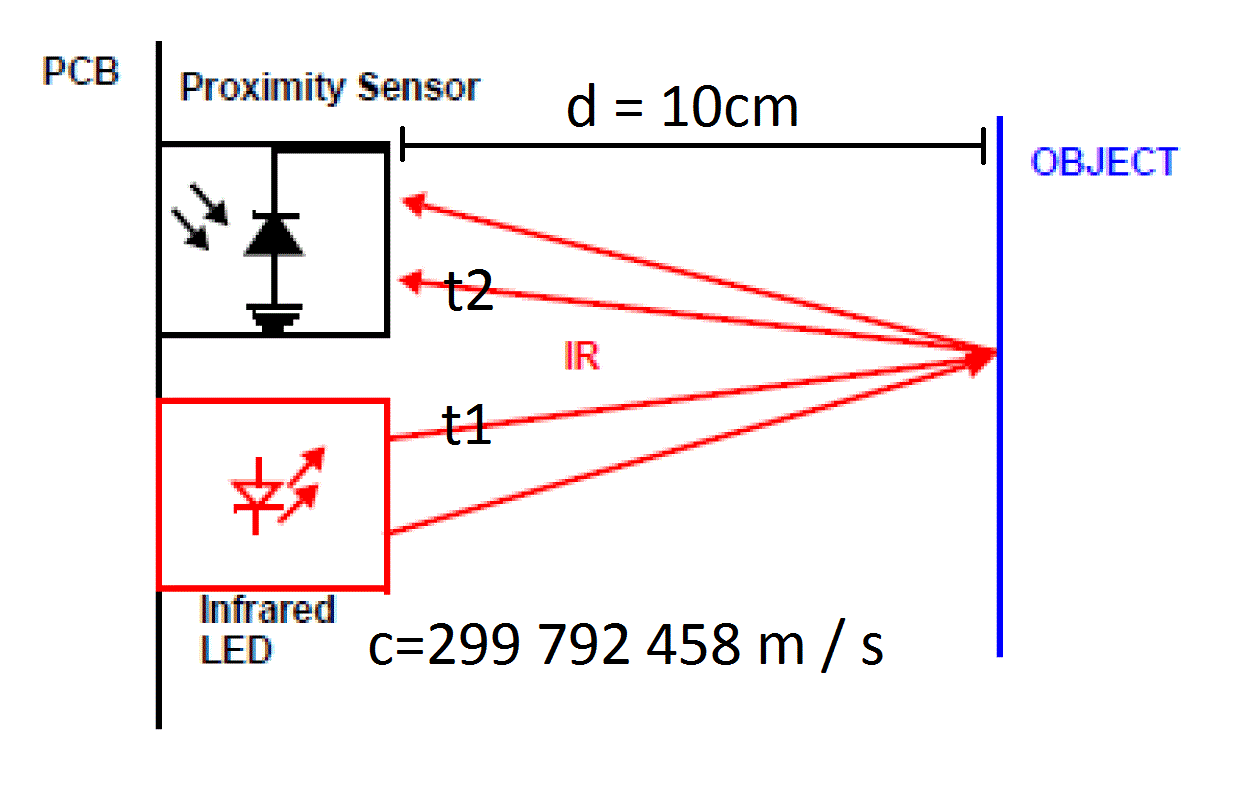 PCB
Proximity Sensor
d = 10cm
OBJECT
t2
IR
t1
Infrared
LED
c=299 792 458 m / s